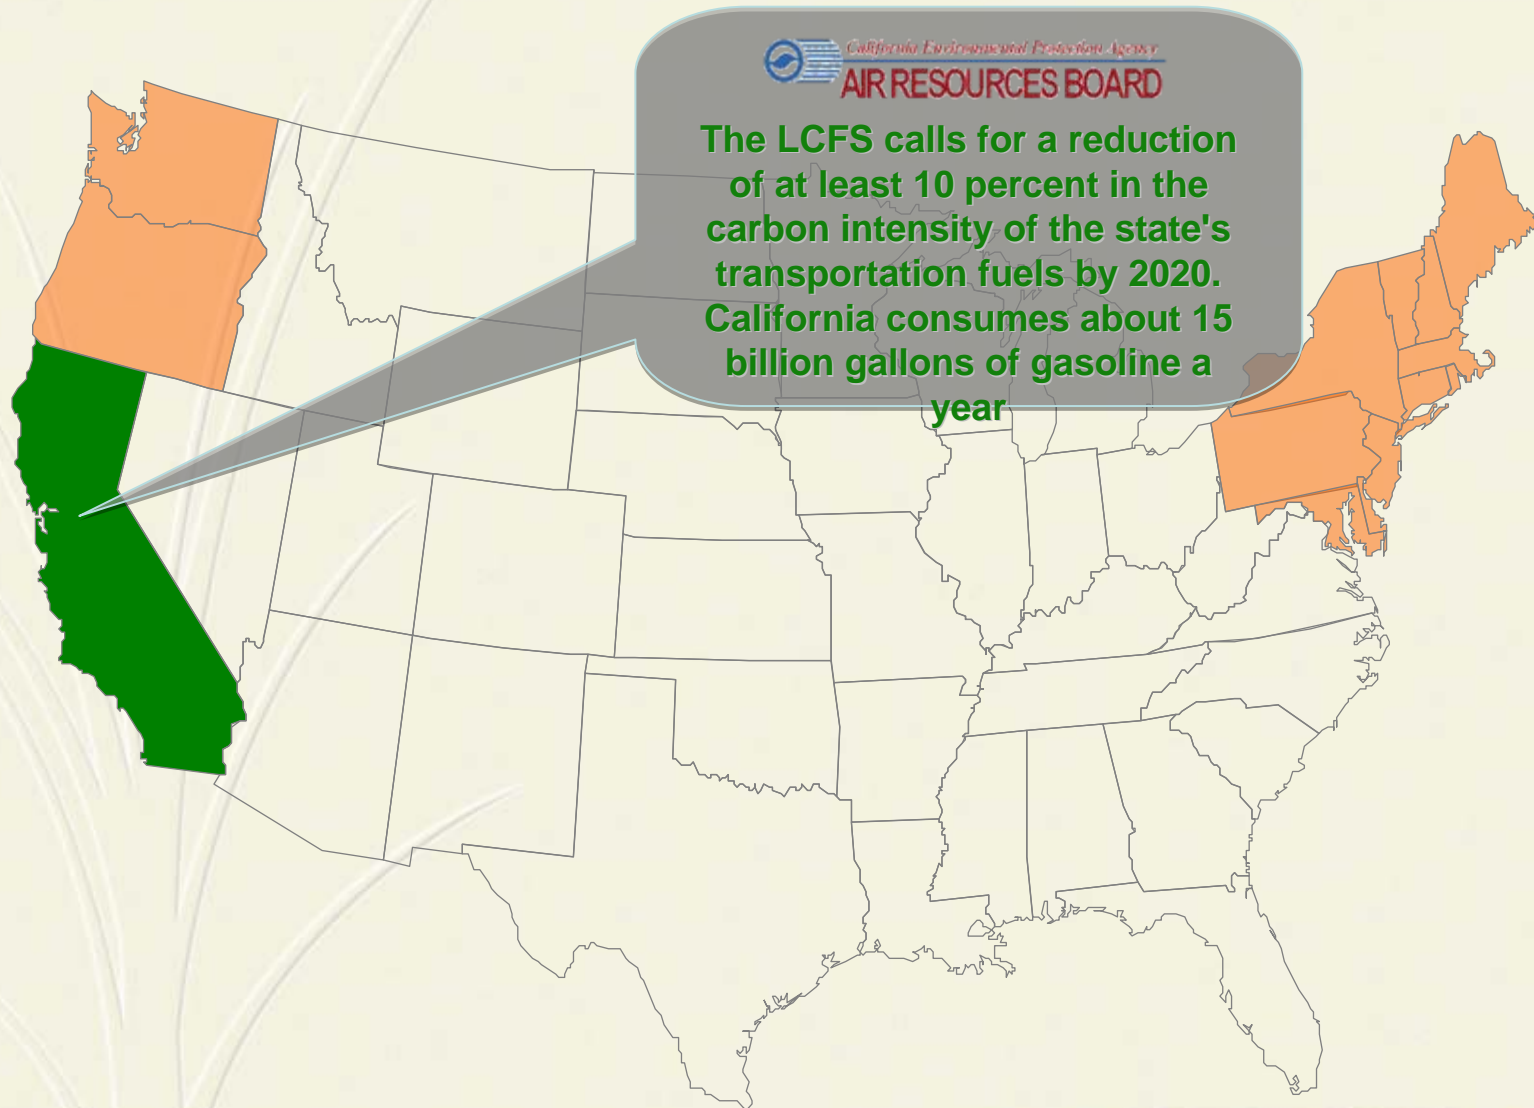 California Environmental Protection Agency
AIR RESOURCES BOARD
The LCFS calls for a reduction
of at least 10 percent in the
carbon intensity of the state's
transportation fuels by 2020.
California consumes about 15
billion gallons of gasoline a
year